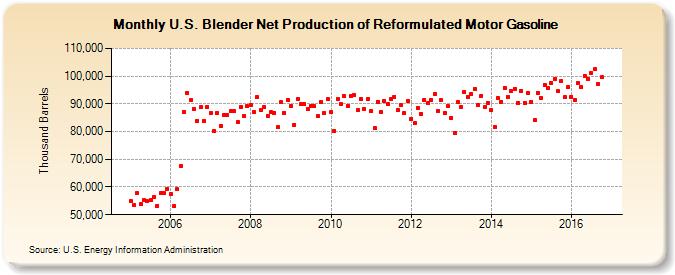 Monthly U.S. Blender Net Production of Reformulated Motor Gasoline
Thousand Barrels
110,000
100,000
90,000
80,000
70,000
60,000
50,000
2006 2008 2010 2012 2014 2016
Source: U.S. Energy Information Administration